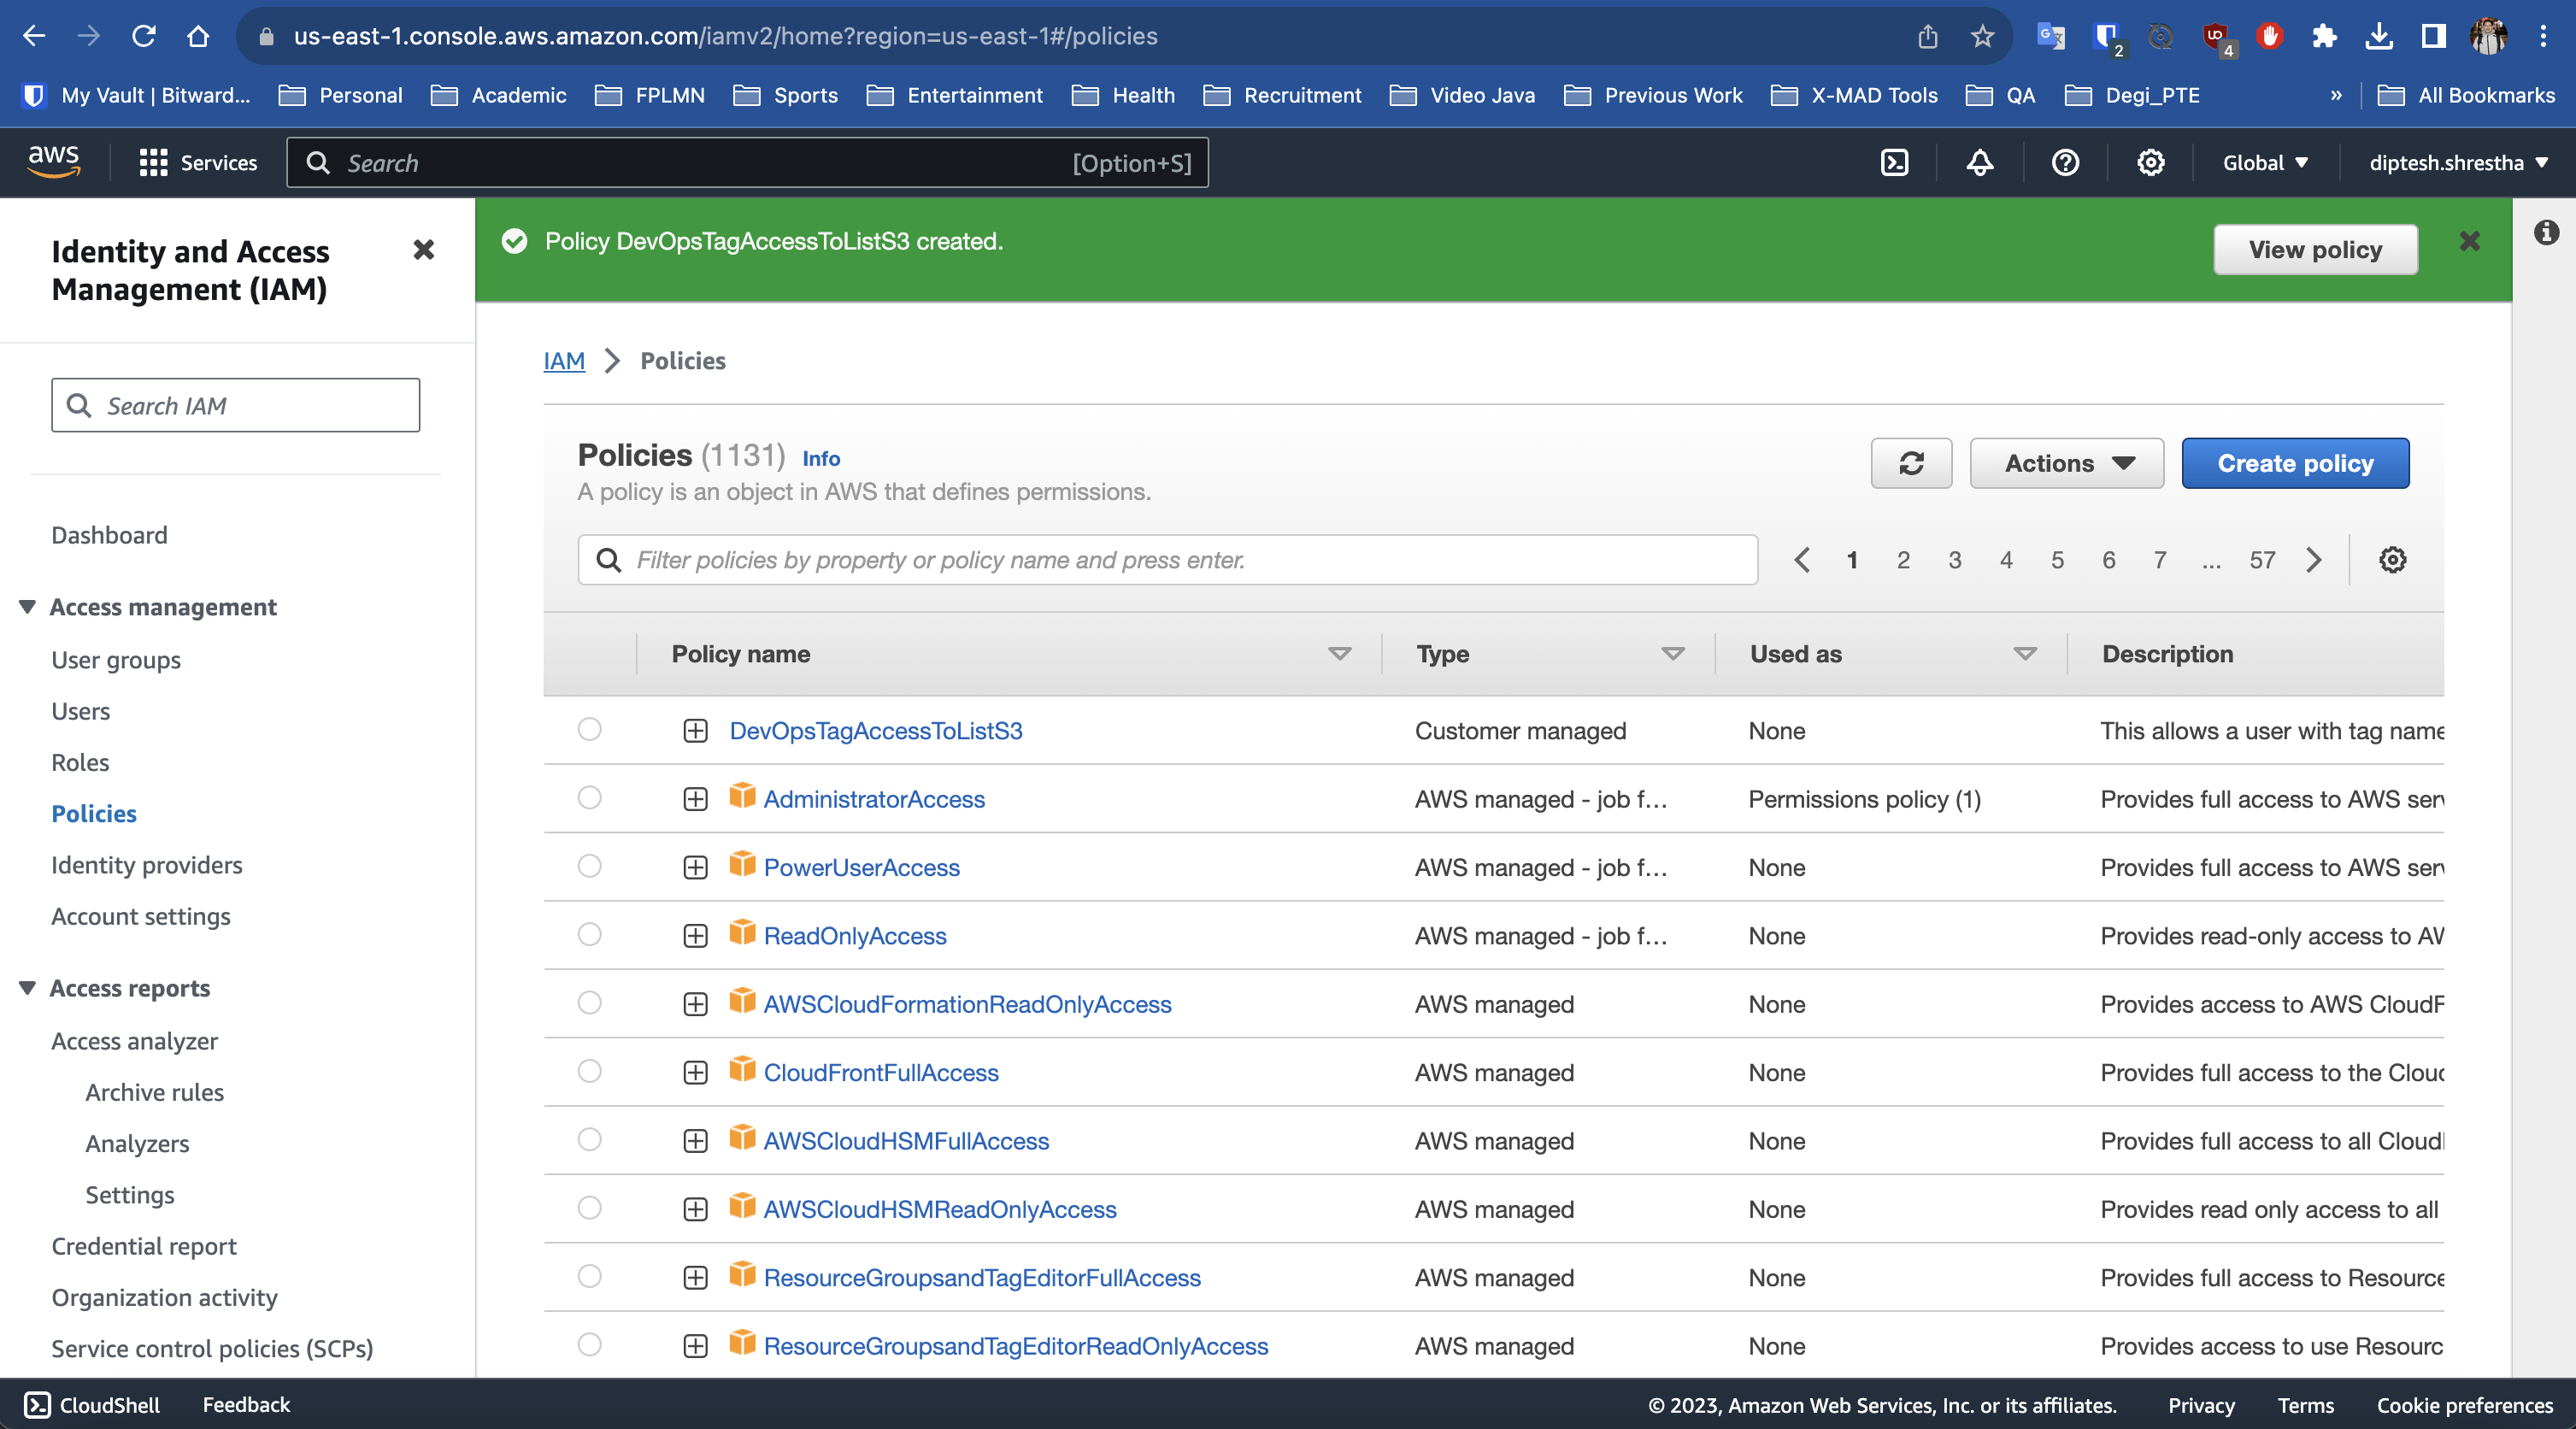 us-east-1.console.aws.amazon.com/iamv2/home?region=us-east-1#/policies
2
4
My Vault | Bitward...
Personal
Academic
FPLMN
Sports
Entertainment
Health
Recruitment
Video Java
Previous Work
X-MAD Tools
QA
Degi_PTE
»
All Bookmarks
aws
Services
Search
[Option+S]
Global
diptesh.shrestha
Identity and Access
Management (IAM)
Search IAM
Dashboard
Access management
User groups
Users
Roles
Policies
Identity providers
Account settings
Access reports
Access analyzer
Archive rules
Analyzers
Settings
Credential report
Organization activity
Service control policies (SCPs)
Policy DevOpsTagAccessToListS3 created.
View policy
IAM > Policies
Policies (1131) Info
A policy is an object in AWS that defines permissions.
Actions
Create policy
Filter policies by property or policy name and press enter.
1 2 3 4 5 6 7 ... 57
Policy name Type Used as Description
DevOpsTagAccessToListS3 Customer managed None This allows a user with tag name
AdministratorAccess AWS managed - job f... Permissions policy (1) Provides full access to AWS serv
PowerUserAccess AWS managed - job f... None Provides full access to AWS serv
ReadOnlyAccess AWS managed - job f... None Provides read-only access to AW
AWSCloudFormationReadOnlyAccess AWS managed None Provides access to AWS CloudF
CloudFrontFullAccess AWS managed None Provides full access to the Cloud
AWSCloudHSMFullAccess AWS managed None Provides full access to all CloudH
AWSCloudHSMReadOnlyAccess AWS managed None Provides read only access to all
ResourceGroupsandTagEditorFullAccess AWS managed None Provides full access to Resource
ResourceGroupsandTagEditorReadOnlyAccess AWS managed None Provides access to use Resourc
CloudShell
Feedback
© 2023, Amazon Web Services, Inc. or its affiliates.
Privacy
Terms
Cookie preferences